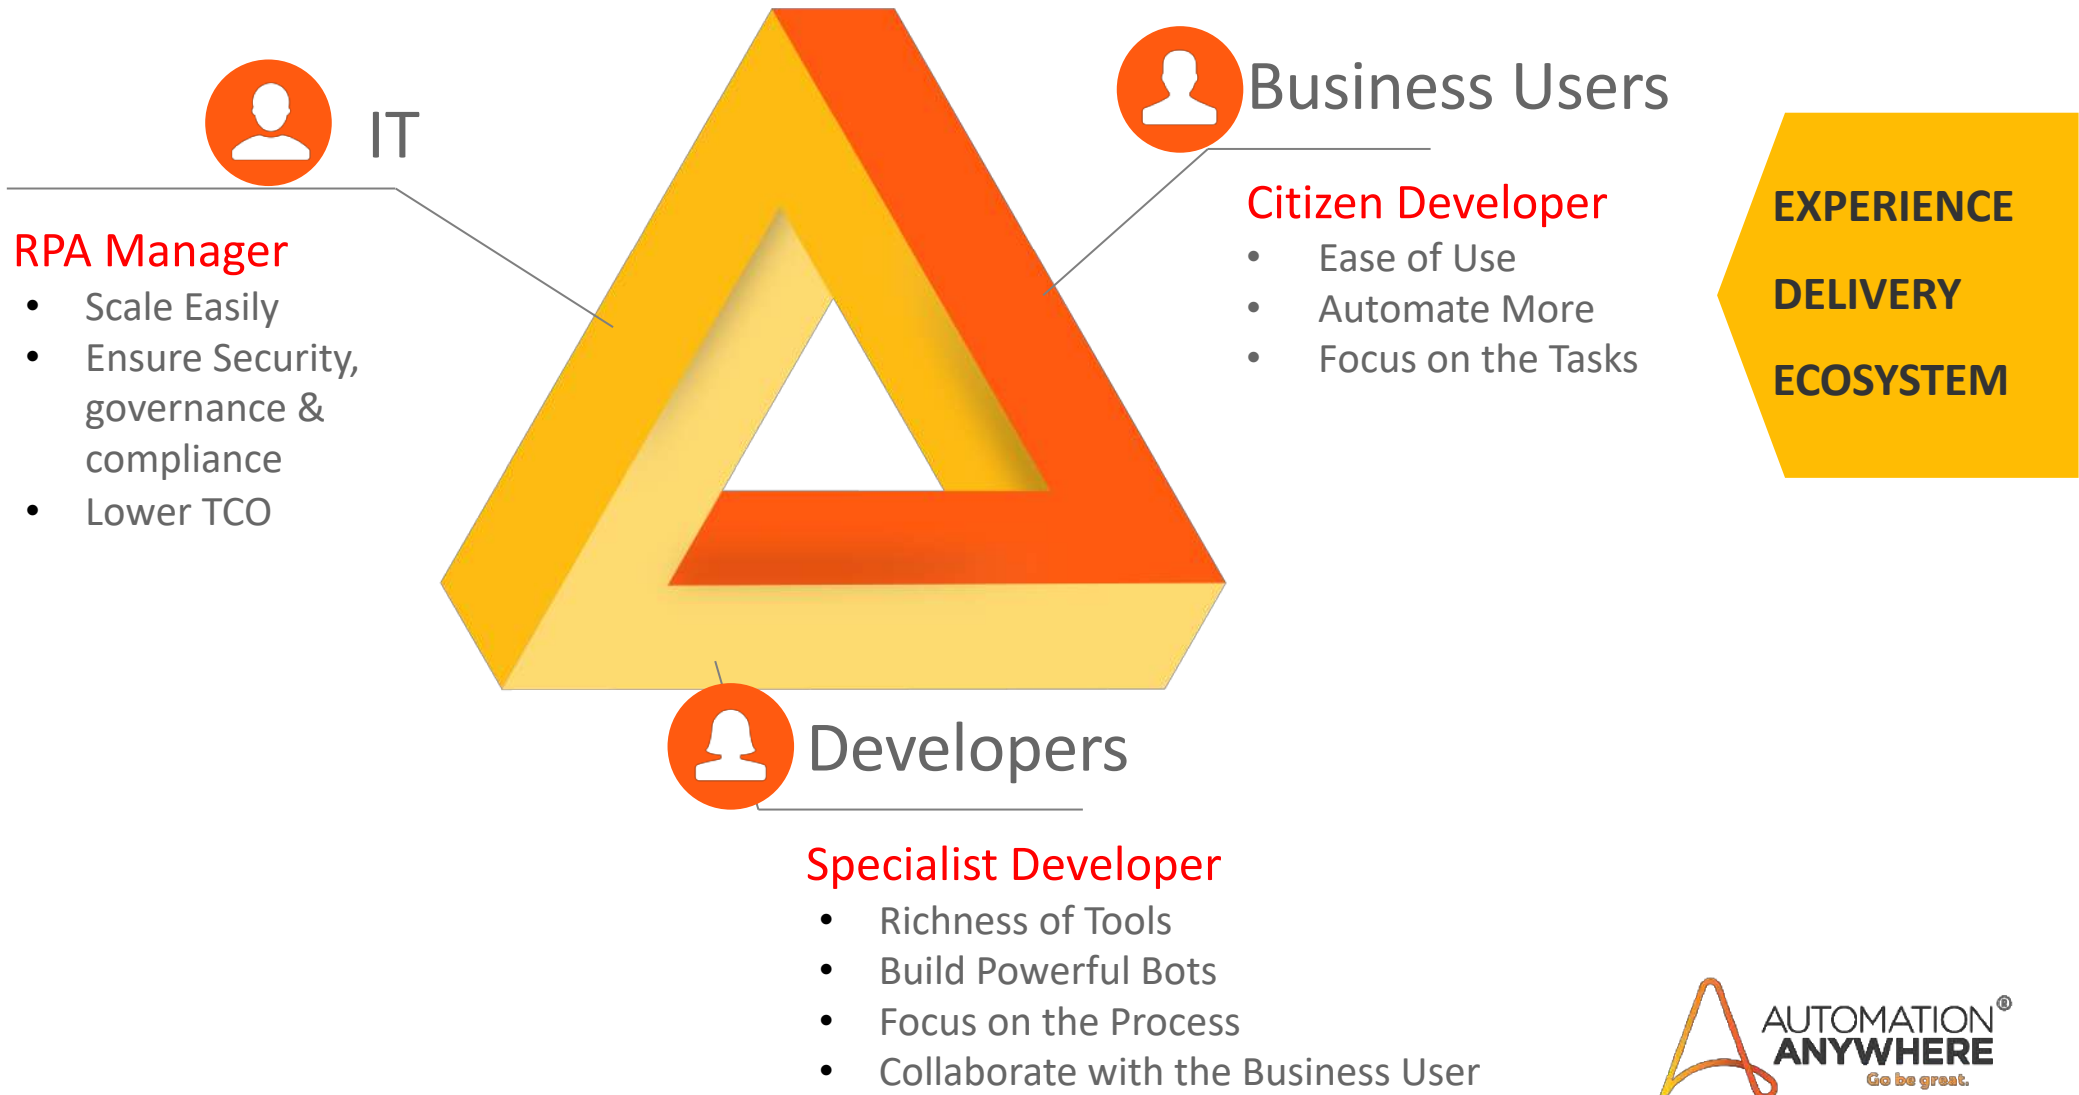 IT
RPA Manager
• Scale Easily
• Ensure Security,
governance &
compliance
• Lower TCO
Business Users
Citizen Developer
• Ease of Use
• Automate More
• Focus on the Tasks
EXPERIENCE
DELIVERY
ECOSYSTEM
Developers
Specialist Developer
• Richness of Tools
• Build Powerful Bots
• Focus on the Process
• Collaborate with the Business User
AUTOMATION®
ANYWHERE
Go be great.